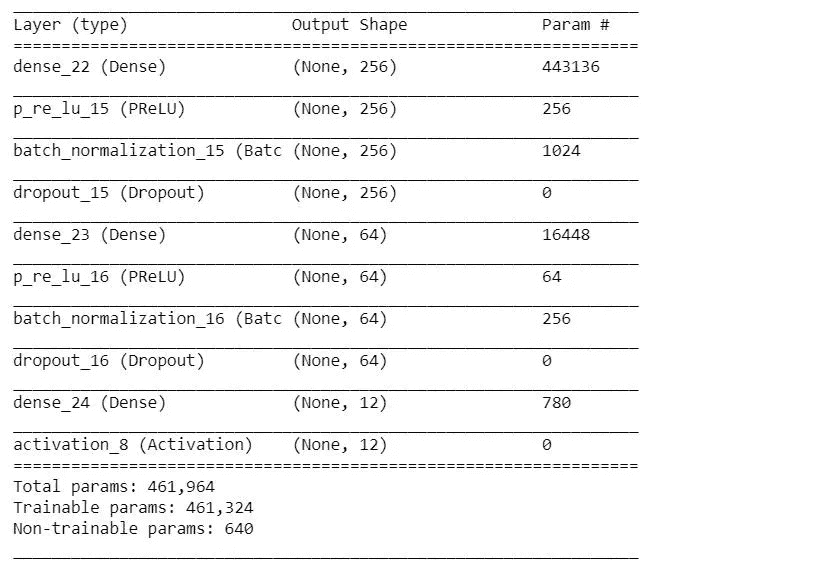 Layer (type) Output Shape Param #
=================================================================
dense_22 (Dense) (None, 256) 443136
p_re_lu_15 (PReLU) (None, 256) 256
batch_normalization_15 (Batc (None, 256) 1024
dropout_15 (Dropout) (None, 256) 0
dense_23 (Dense) (None, 64) 16448
p_re_lu_16 (PReLU) (None, 64) 64
batch_normalization_16 (Batc (None, 64) 256
dropout_16 (Dropout) (None, 64) 0
dense_24 (Dense) (None, 12) 780
activation_8 (Activation) (None, 12) 0
=================================================================
Total params: 461,964
Trainable params: 461,324
Non-trainable params: 640